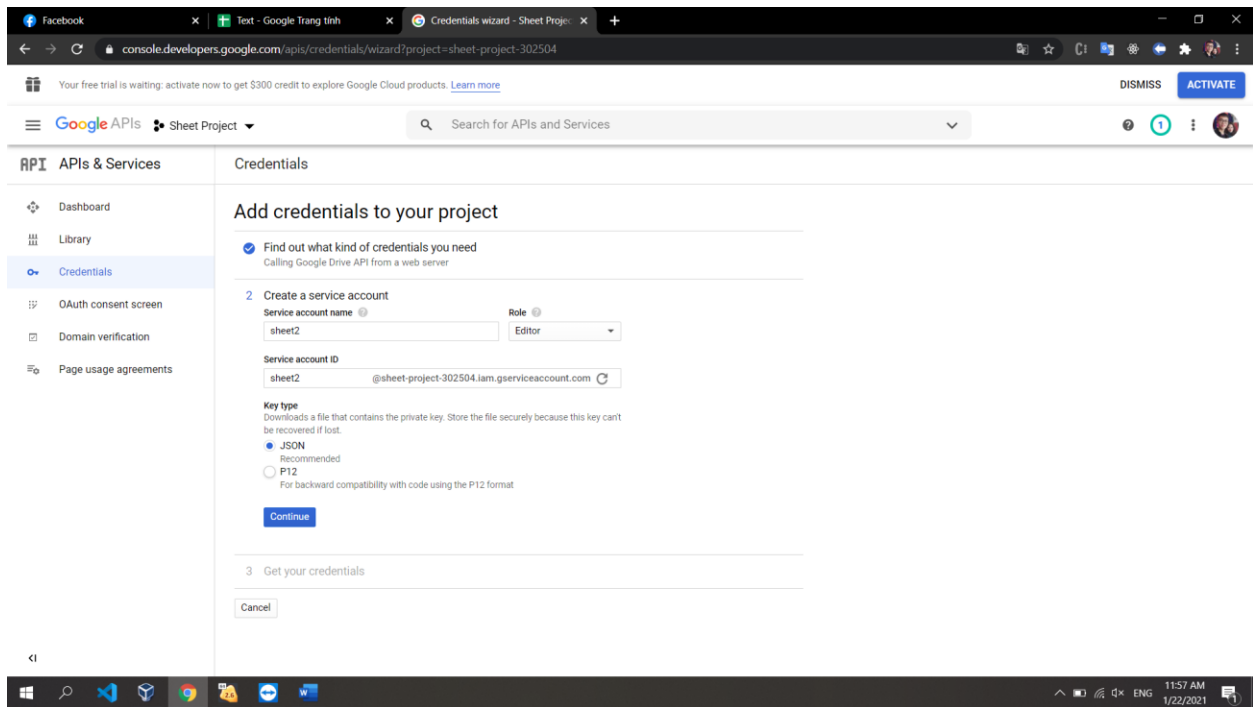 Facebook
Text - Google Trang tính
Credentials wizard - Sheet Projec
console.developers.google.com/apis/credentials/wizard?project=sheet-project-302504
Your free trial is waiting: activate now to get $300 credit to explore Google Cloud products. Learn more
DISMISS
ACTIVATE
Google APIs
Sheet Project
Search for APIs and Services
1
API APIs & Services
Credentials
Dashboard
Library
Credentials
OAuth consent screen
Domain verification
Page usage agreements
Add credentials to your project
Find out what kind of credentials you need
Calling Google Drive API from a web server
2 Create a service account
Service account name
Role
sheet2
Editor
Service account ID
sheet2 @sheet-project-302504.iam.gserviceaccount.com
Key type
Downloads a file that contains the private key. Store the file securely because this key can't
be recovered if lost.
JSON
Recommended
P12
For backward compatibility with code using the P12 format
Continue
3 Get your credentials
Cancel
ENG
11:57 AM
1/22/2021